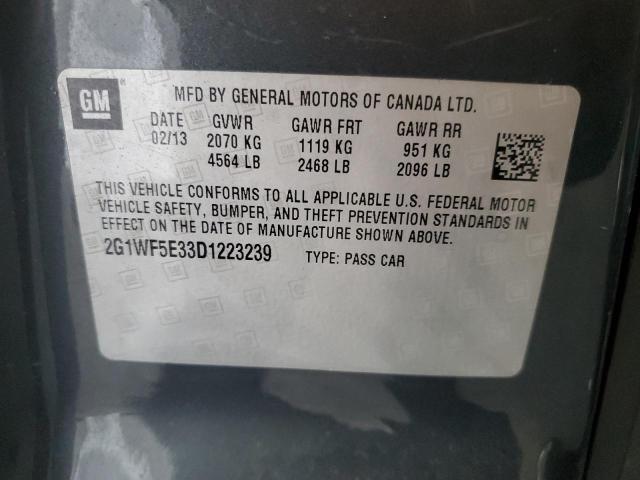 GM
MFD BY GENERAL MOTORS OF CANADA LTD.
DATE GVWR GAWR FRT GAWR RR
02/13 2070 KG 1119 KG 951 KG
4564 LB 2468 LB 2096 LB
THIS VEHICLE CONFORMS TO ALL APPLICABLE U.S. FEDERAL MOTOR
VEHICLE SAFETY, BUMPER, AND THEFT PREVENTION STANDARDS IN
EFFECT ON THE DATE OF MANUFACTURE SHOWN ABOVE.
2G1WF5E33D1223239 TYPE: PASS CAR